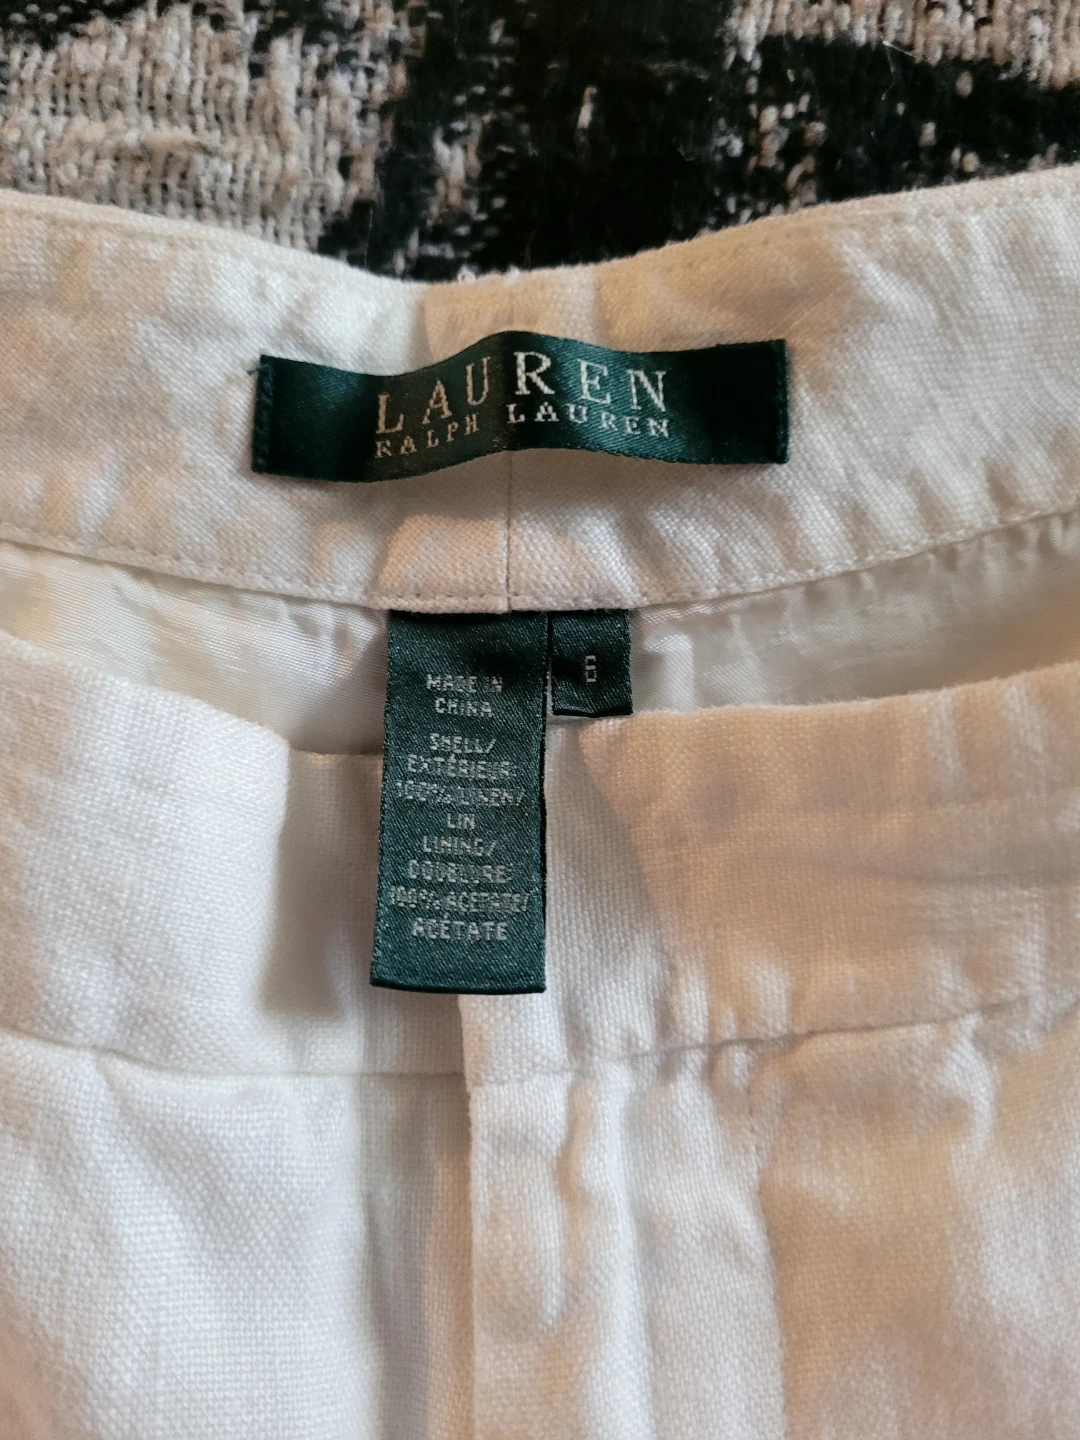 LAUREN
RALPH LAUREN
6
MADE IN
CHINA
SHELL/
EXTÉRIEUR:
100% LINEN/
LIN
LINING/
DOUBLURE:
100% ACETATE/
ACÉTATE